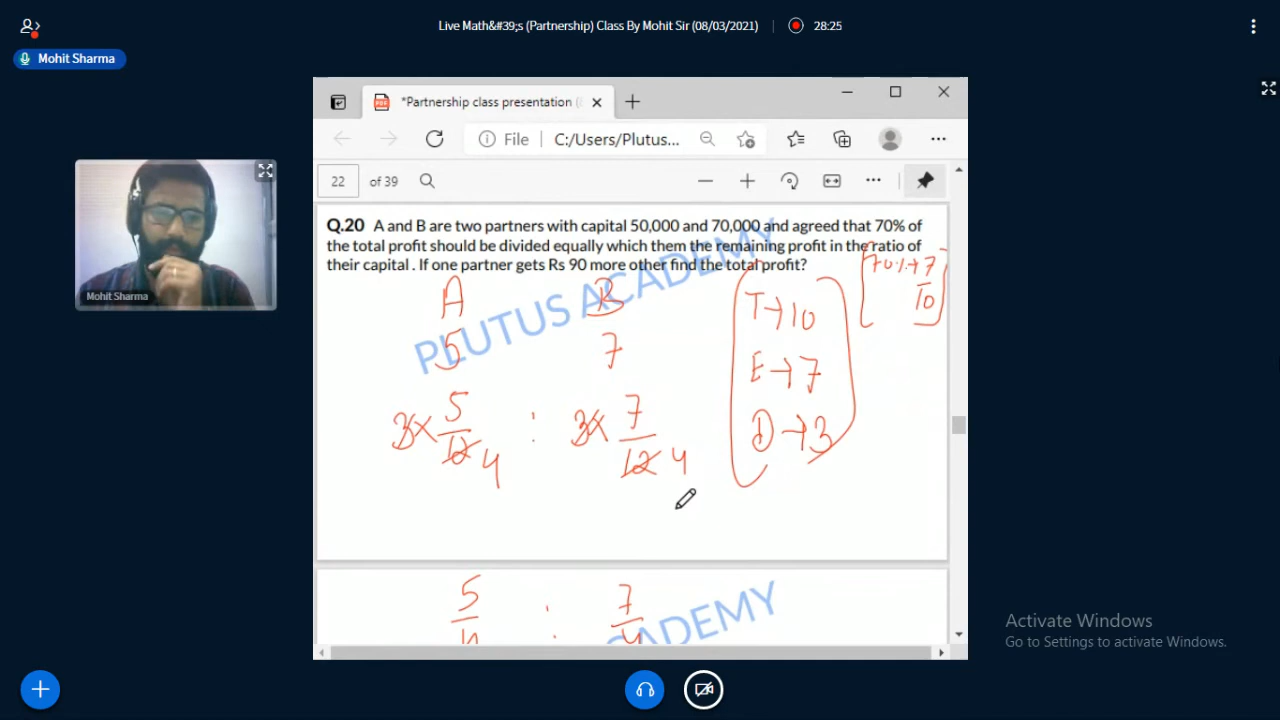 Live Math&#39;s (Partnership) Class By Mohit Sir (08/03/2021)
28:25
Mohit Sharma
*Partnership class presentation (
File
C:/Users/Plutus...
22
of 39
Mohit Sharma
Q.20 A and B are two partners with capital 50,000 and 70,000 and agreed that 70% of
the total profit should be divided equally which them the remaining profit in the ratio of
their capital . If one partner gets Rs 90 more other find the total profit?
PLUTUS ACADEMY
70%→7
10
A B
T→10
5 7
E→7
3× 5 : 3× 7
12 4 12 4
D→3
5 : 7
4 4
ACADEMY
Activate Windows
Go to Settings to activate Windows.